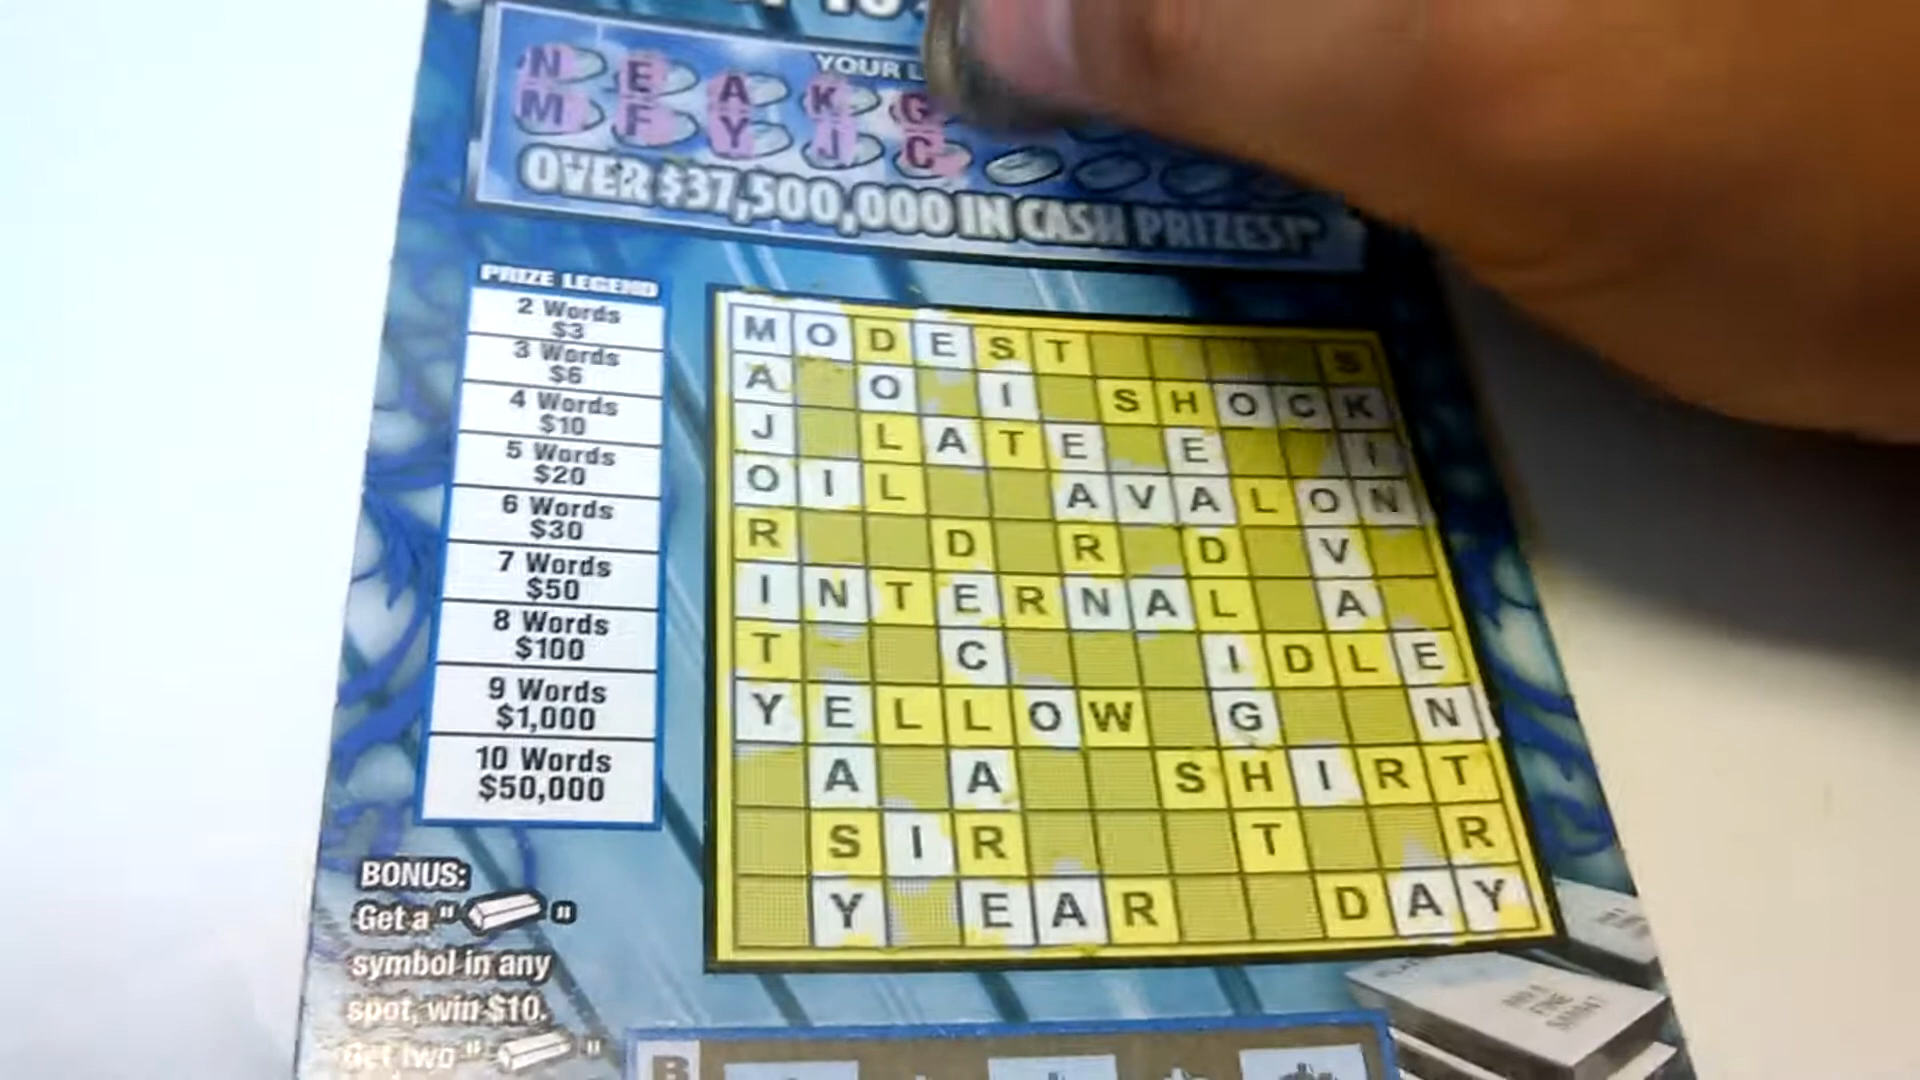 YOUR L
N E A K G
M F Y J C
OVER $37,500,000 IN CASH PRIZES!
PRIZE LEGEND
2 Words
$3
3 Words
$6
4 Words
$10
5 Words
$20
6 Words
$30
7 Words
$50
8 Words
$100
9 Words
$1,000
10 Words
$50,000
M O D E S T S
A O I S H O C K
J L A T E E I
O I L A V A L O N
R D R D V
I N T E R N A L A
T C I D L E
Y E L L O W G N
A A S H I R T
S I R T R
Y E A R D A Y
BONUS:
Get a " "
symbol in any
spot, win $10.
Get two " "
B